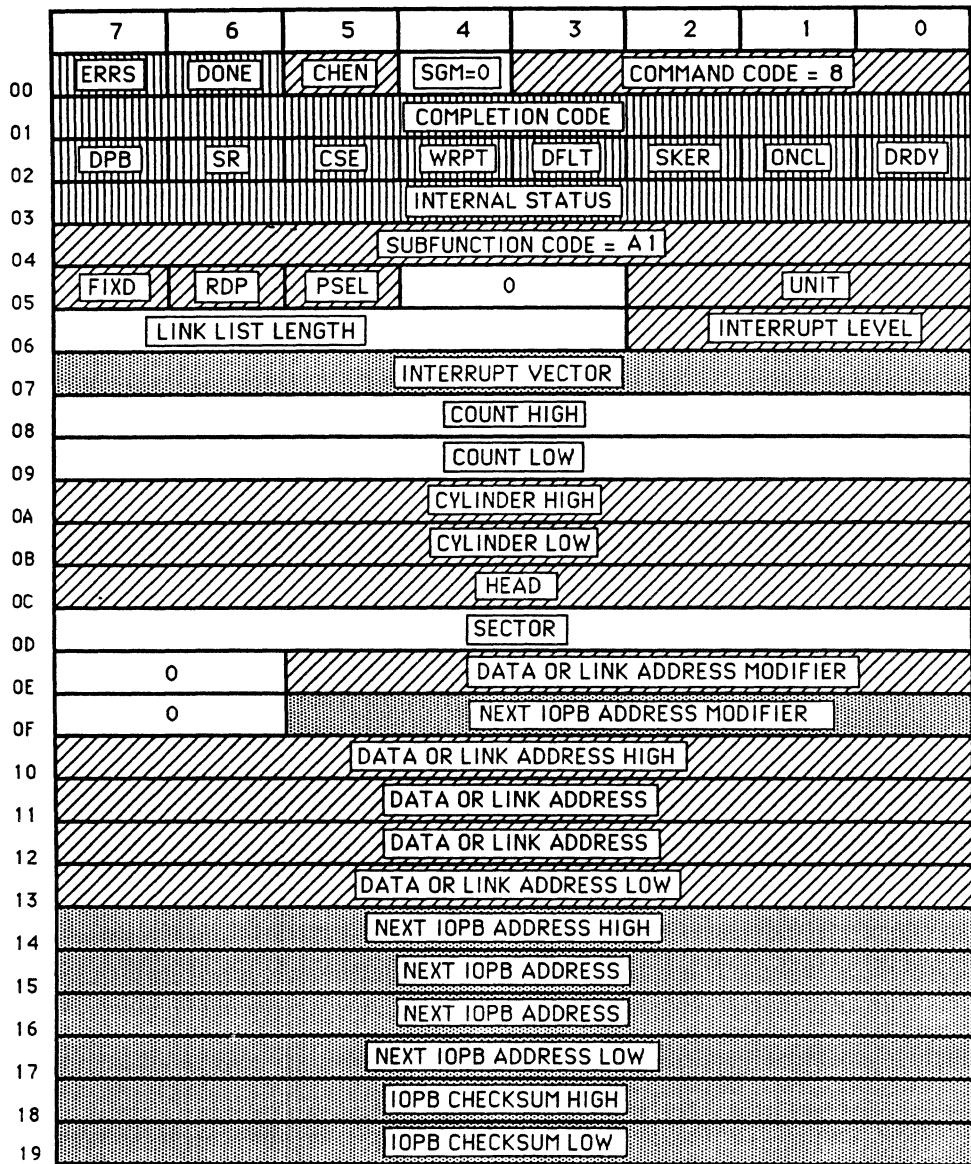 7 6 5 4 3 2 1 0
00 ERRS DONE CHEN SGM=0 COMMAND CODE = 8
01 COMPLETION CODE
02 DPB SR CSE WRPT DFLT SKER ONCL DRDY
03 INTERNAL STATUS
04 SUBFUNCTION CODE = A1
05 FIXD RDP PSEL 0 UNIT
06 LINK LIST LENGTH INTERRUPT LEVEL
07 INTERRUPT VECTOR
08 COUNT HIGH
09 COUNT LOW
0A CYLINDER HIGH
0B CYLINDER LOW
0C HEAD
0D SECTOR
0E 0 DATA OR LINK ADDRESS MODIFIER
0F 0 NEXT IOPB ADDRESS MODIFIER
10 DATA OR LINK ADDRESS HIGH
11 DATA OR LINK ADDRESS
12 DATA OR LINK ADDRESS
13 DATA OR LINK ADDRESS LOW
14 NEXT IOPB ADDRESS HIGH
15 NEXT IOPB ADDRESS
16 NEXT IOPB ADDRESS
17 NEXT IOPB ADDRESS LOW
18 IOPB CHECKSUM HIGH
19 IOPB CHECKSUM LOW